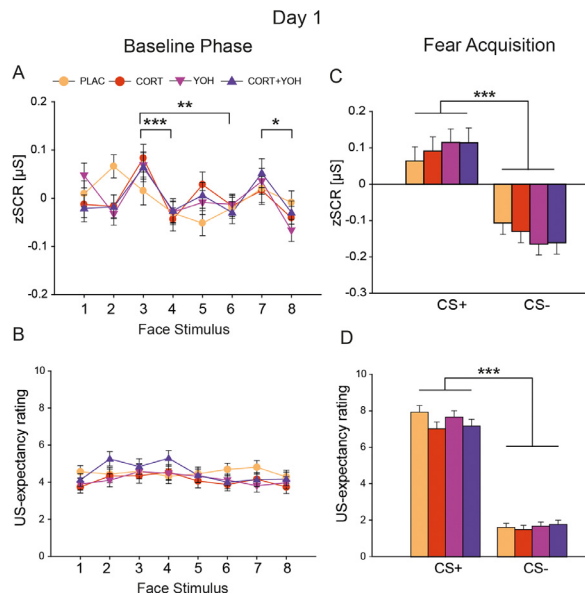 Day 1
Baseline Phase
Fear Acquisition
A
PLAC CORT YOH CORT+YOH
***
**
*
zSCR [µS]
0.2
0.1
0
-0.1
-0.2
1 2 3 4 5 6 7 8
Face Stimulus
C
***
zSCR [µS]
0.2
0.1
0
-0.1
-0.2
-0.3
CS+ CS-
B
US-expectancy rating
10
8
6
4
2
0
1 2 3 4 5 6 7 8
Face Stimulus
D
***
US-expectancy rating
10
8
6
4
2
0
CS+ CS-